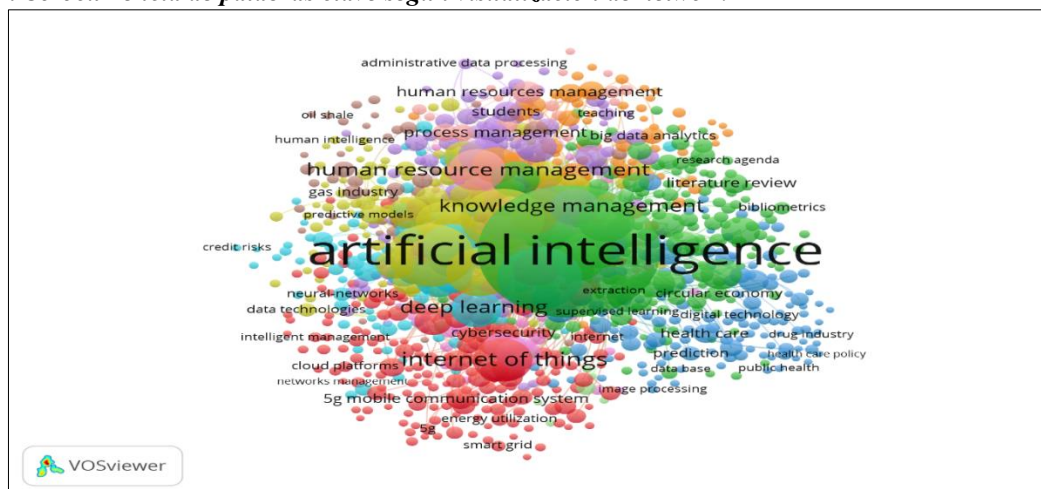 administrative data processing
human resources management
students
teaching
oil shale
process management
big data analytics
human intelligence
research agenda
human resource management
literature review
gas industry
knowledge management
bibliometrics
predictive models
artificial intelligence
credit risks
extraction
neural-networks
circular economy
deep learning
data technologies
supervised learning
digital technology
cybersecurity
internet
health care
drug industry
intelligent management
internet of things
prediction
health care policy
cloud platforms
data base
public health
networks management
image processing
5g mobile communication system
energy utilization
5g
smart grid
VOSviewer